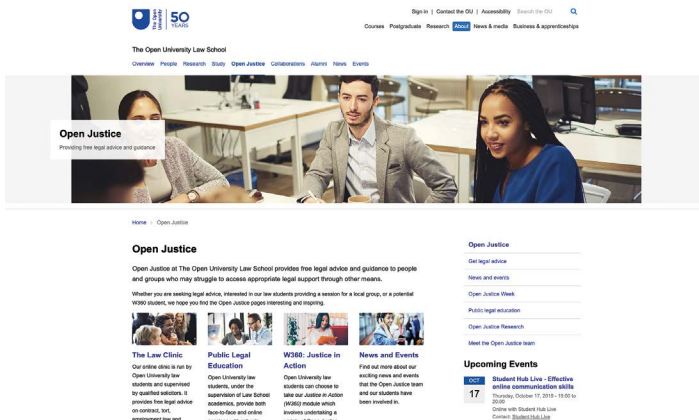 The Open University
50
YEARS
Sign in | Contact the OU | Accessibility Search the OU
Courses Postgraduate Research About News & media Business & apprenticeships
The Open University Law School
Overview People Research Study Open Justice Collaborations Alumni News Events
Open Justice
Providing free legal advice and guidance
Home > Open Justice
Open Justice
Open Justice at The Open University Law School provides free legal advice and guidance to people
and groups who may struggle to access appropriate legal support through other means.
Whether you are seeking legal advice, interested in our law students providing a session for a local group, or a potential
W360 student, we hope you find the Open Justice pages interesting and inspiring.
The Law Clinic
Our online clinic is run by
Open University law
students and supervised
by qualified solicitors. It
provides free legal advice
on contract, tort,
employment law and
Public Legal
Education
Open University law
students, under the
supervision of Law School
academics, provide both
face-to-face and online
W360: Justice in
Action
Open University law
students can choose to
take our Justice in Action
(W360) module which
involves undertaking a
News and Events
Find out more about our
exciting news and events
that the Open Justice team
and our students have
been involved in.
Open Justice
Get legal advice
News and events
Open Justice Week
Public legal education
Open Justice Research
Meet the Open Justice team
Upcoming Events
OCT
17
Student Hub Live - Effective
online communication skills
Thursday, October 17, 2019 - 19:00 to
20:00
Online with Student Hub Live
Contact: Student Hub Live